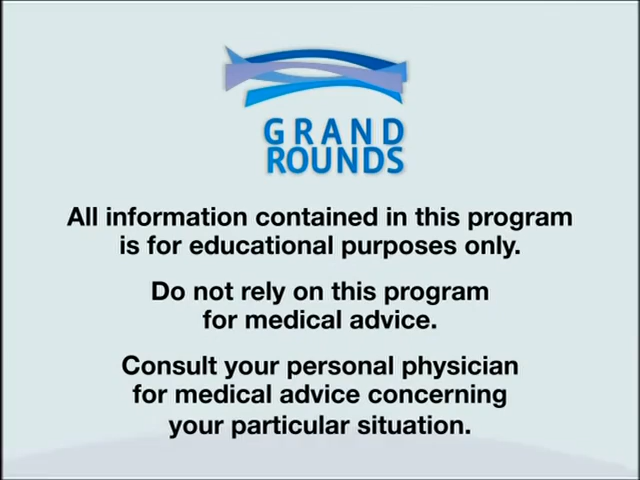 GRAND
ROUNDS
All information contained in this program
is for educational purposes only.
Do not rely on this program
for medical advice.
Consult your personal physician
for medical advice concerning
your particular situation.